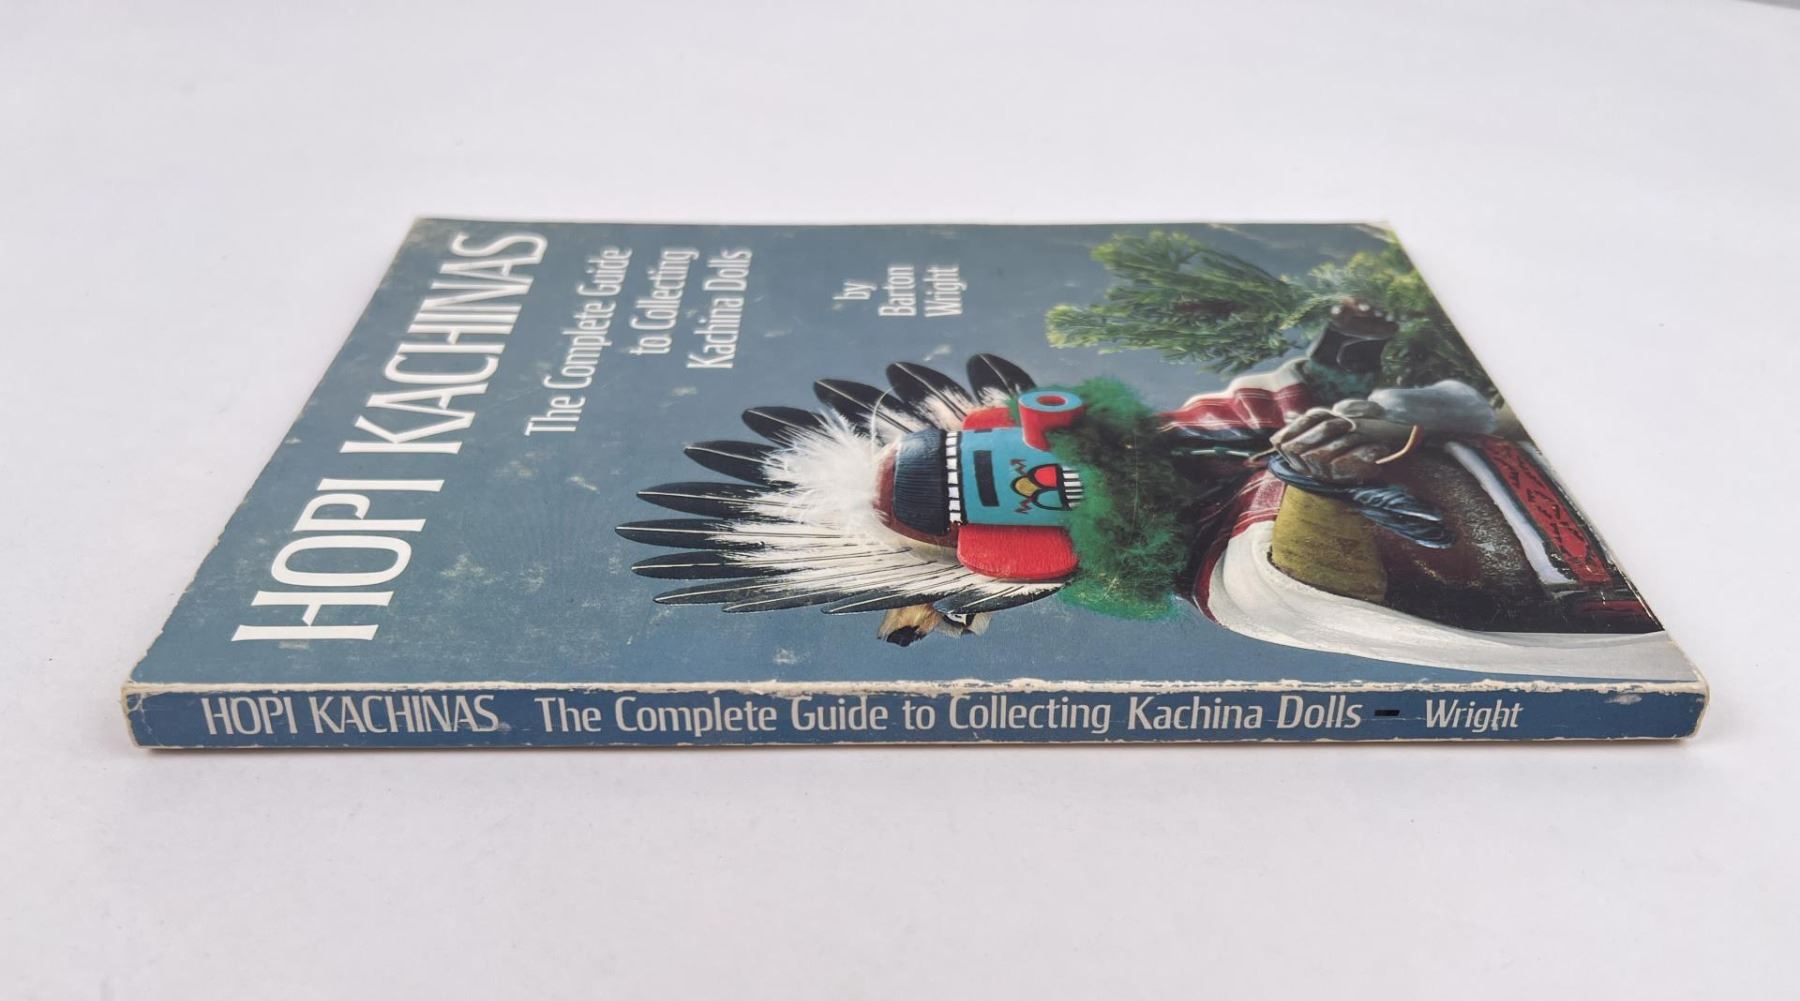 HOPI KACHINAS
The Complete Guide
to Collecting
Kachina Dolls
by
Barton
Wright
HOPI KACHINAS The Complete Guide to Collecting Kachina Dolls - Wright